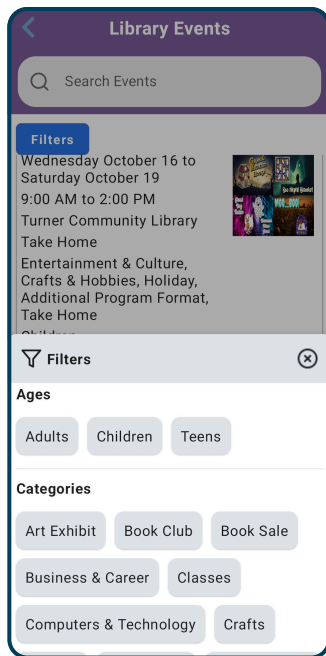 Library Events
Search Events
Filters
Wednesday October 16 to
Saturday October 19
9:00 AM to 2:00 PM
Turner Community Library
Take Home
Entertainment & Culture,
Crafts & Hobbies, Holiday,
Additional Program Format,
Take Home
Children
Filters
Ages
Adults
Children
Teens
Categories
Art Exhibit
Book Club
Book Sale
Business & Career
Classes
Computers & Technology
Crafts